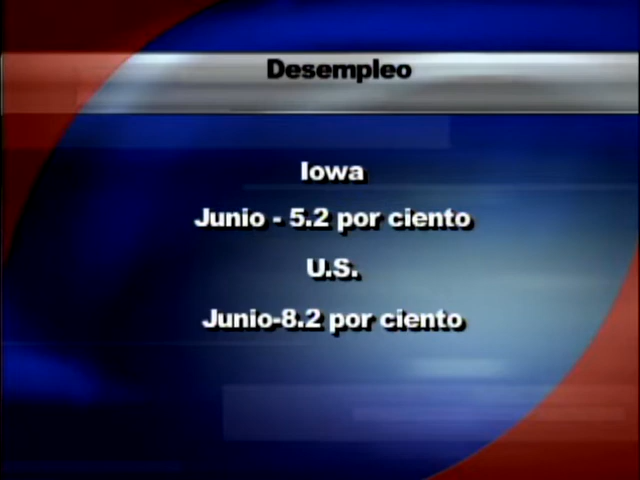 Desempleo
Iowa
Junio - 5.2 por ciento
U.S.
Junio-8.2 por ciento